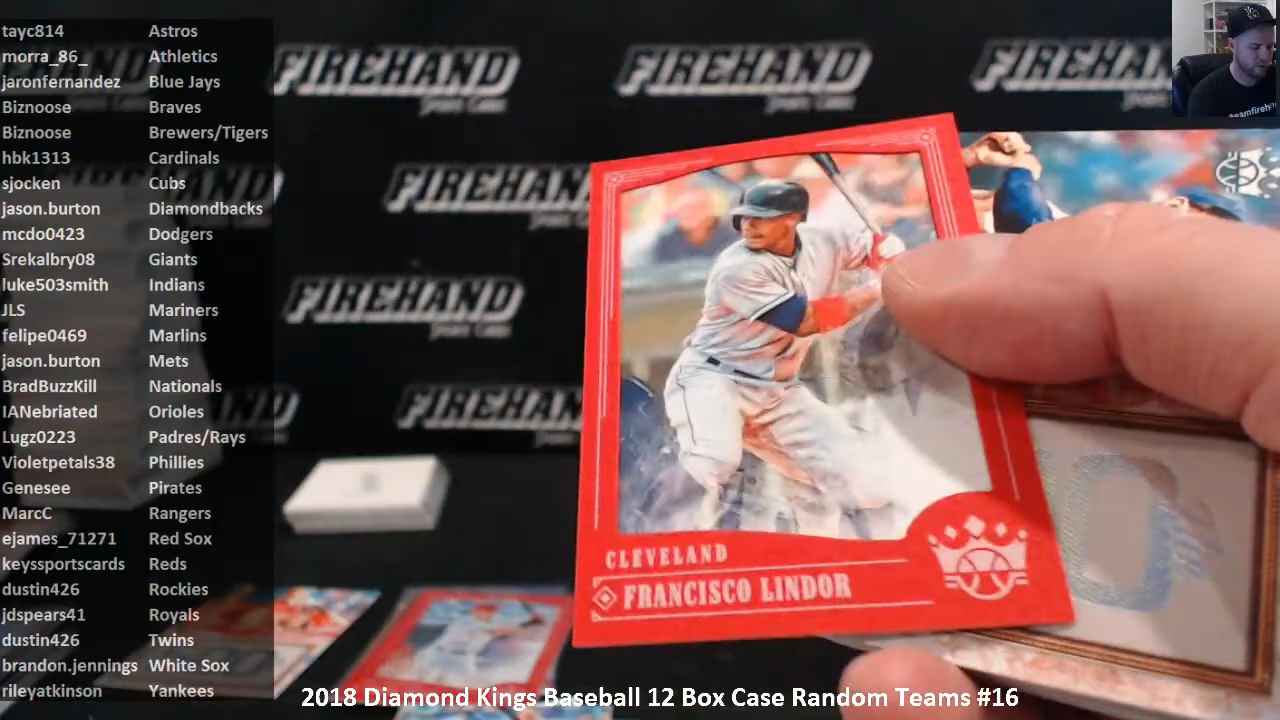 tayc814 Astros
morra_86_ Athletics
jaronfernandez Blue Jays
Biznoose Braves
Biznoose Brewers/Tigers
hbk1313 Cardinals
sjocken Cubs
jason.burton Diamondbacks
mcdo0423 Dodgers
Srekalbry08 Giants
luke503smith Indians
JLS Mariners
felipe0469 Marlins
jason.burton Mets
BradBuzzKill Nationals
IANebriated Orioles
Lugz0223 Padres/Rays
Violetpetals38 Phillies
Genesee Pirates
MarcC Rangers
ejames_71271 Red Sox
keyssportscards Reds
dustin426 Rockies
jdspears41 Royals
dustin426 Twins
brandon.jennings White Sox
rileyatkinson Yankees
FIREHAND FIREHAND FIREHAND
FIREHAND
FIREHAND
FIREHAND
CLEVELAND
FRANCISCO LINDOR
2018 Diamond Kings Baseball 12 Box Case Random Teams #16